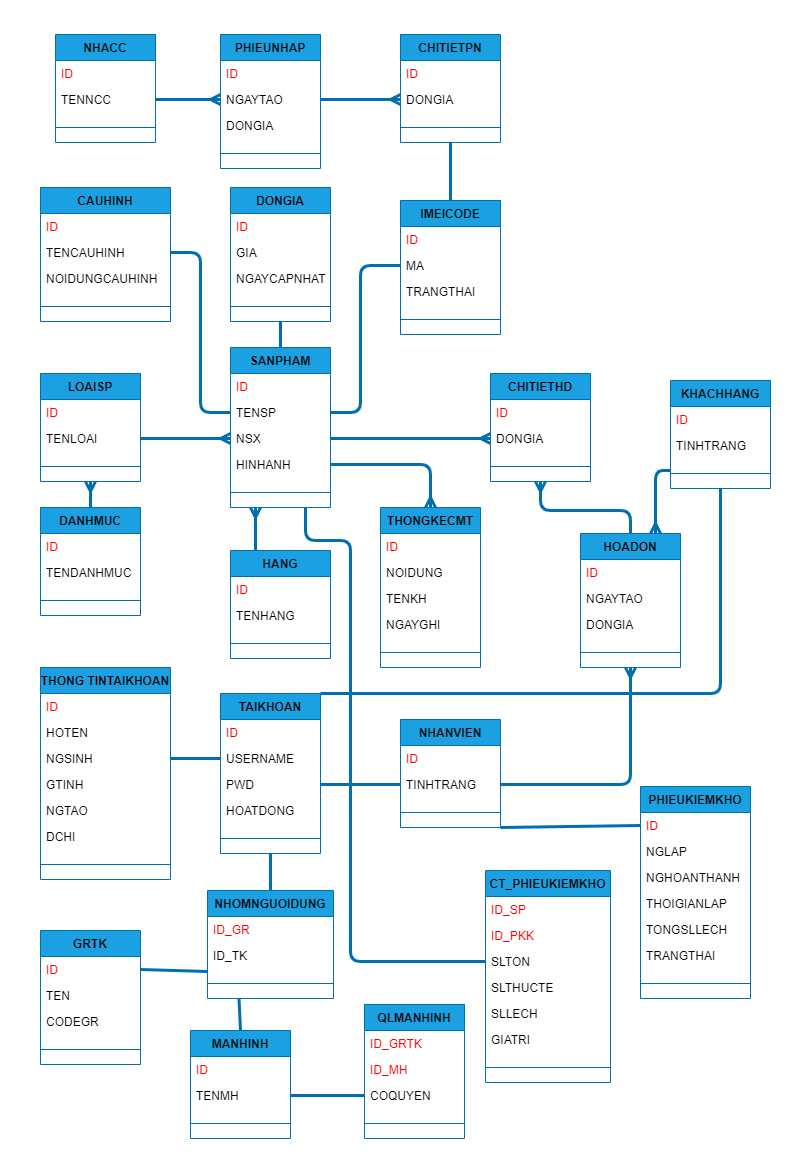 NHACC
ID
TENNCC
PHIEUNHAP
ID
NGAYTAO
DONGIA
CHITIETPN
ID
DONGIA
CAUHINH
ID
TENCAUHINH
NOIDUNGCAUHINH
DONGIA
ID
GIA
NGAYCAPNHAT
IMEICODE
ID
MA
TRANGTHAI
LOAISP
ID
TENLOAI
SANPHAM
ID
TENSP
NSX
HINHANH
CHITIETHD
ID
DONGIA
KHACHHANG
ID
TINHTRANG
DANHMUC
ID
TENDANHMUC
HANG
ID
TENHANG
THONGKECMT
ID
NOIDUNG
TENKH
NGAYGHI
HOADON
ID
NGAYTAO
DONGIA
THONG TINTAIKHOAN
ID
HOTEN
NGSINH
GTINH
NGTAO
DCHI
TAIKHOAN
ID
USERNAME
PWD
HOATDONG
NHANVIEN
ID
TINHTRANG
PHIEUKIEMKHO
ID
NGLAP
NGHOANTHANH
THOIGIANLAP
TONGSLLECH
TRANGTHAI
NHOMNGUOIDUNG
ID_GR
ID_TK
CT_PHIEUKIEMKHO
ID_SP
ID_PKK
SLTON
SLTHUCTE
SLLECH
GIATRI
GRTK
ID
TEN
CODEGR
MANHINH
ID
TENMH
QLMANHINH
ID_GRTK
ID_MH
COQUYEN